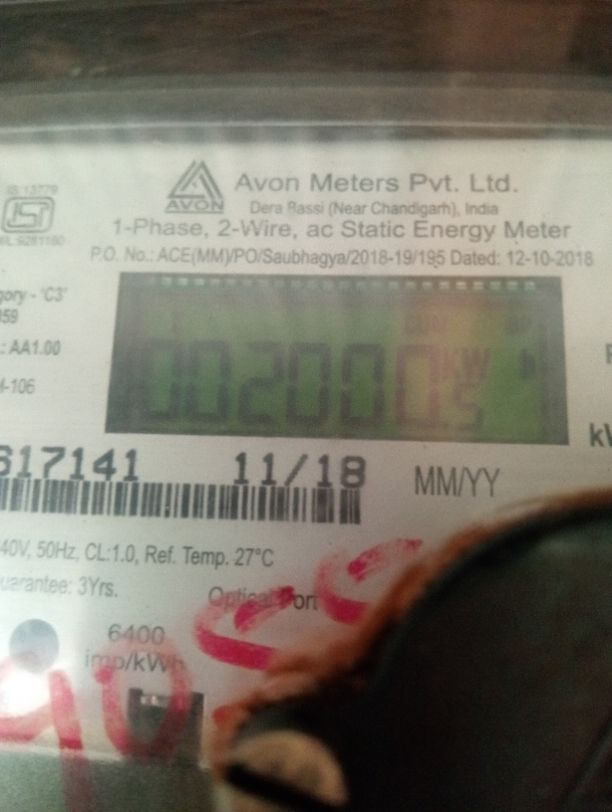 IS:13779
AVON
Avon Meters Pvt. Ltd.
Dera Bassi (Near Chandigarh), India
1-Phase, 2-Wire, ac Static Energy Meter
P.O. No.: ACE(MM)/PO/Saubhagya/2018-19/195 Dated: 12-10-2018
gory - 'C3'
059
.: AA1.00
M-106
002000.5 KW
617141 11/18 MM/YY
40V, 50Hz, CL:1.0, Ref. Temp. 27°C
uarantee: 3Yrs.
Optical Port
6400
imp/kWh